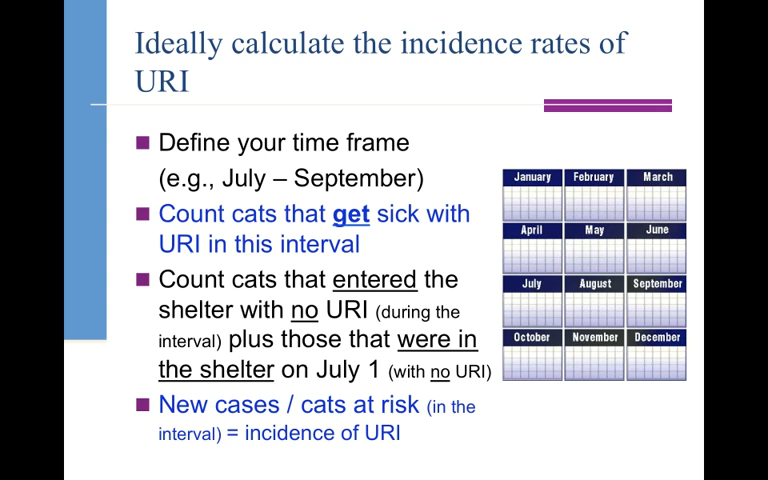 Ideally calculate the incidence rates of
URI
Define your time frame
(e.g., July – September)
Count cats that get sick with
URI in this interval
Count cats that entered the
shelter with no URI (during the
interval) plus those that were in
the shelter on July 1 (with no URI)
New cases / cats at risk (in the
interval) = incidence of URI
January February March
April May June
July August September
October November December